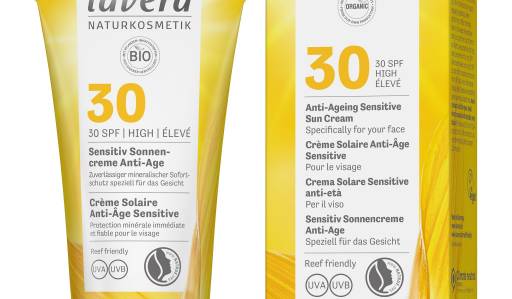 lavera
NATURKOSMETIK
BIO
30
30 SPF | HIGH | ÉLEVÉ
Sensitiv Sonnen-
creme Anti-Age
Zuverlässiger mineralischer Sofort-
schutz speziell für das Gesicht
Crème Solaire
Anti-Âge Sensitive
Protection minérale immédiate
et fiable pour le visage
Reef friendly
UVA UVB
ORGANIC
30
30 SPF
HIGH
ÉLEVÉ
Anti-Ageing Sensitive
Sun Cream
Specifically for your face
Crème Solaire Anti-Âge
Sensitive
Pour le visage
Crema Solare Sensitive
anti-età
Per il viso
Sensitiv Sonnencreme
Anti-Age
Speziell für das Gesicht
Reef friendly
UVA UVB